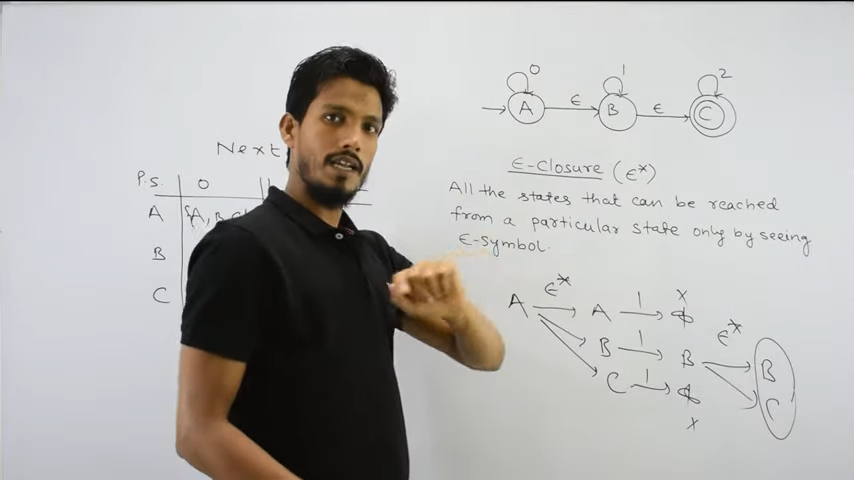 0 1 2
A ε B ε C
Next
ε-Closure (ε*)
P.S. 0
All the states that can be reached
A {A, B, C
from a particular state only by seeing
ε-symbol.
B
C
ε*
A A 1 ϕ x
B 1 B ε* B
C 1 ϕ x C